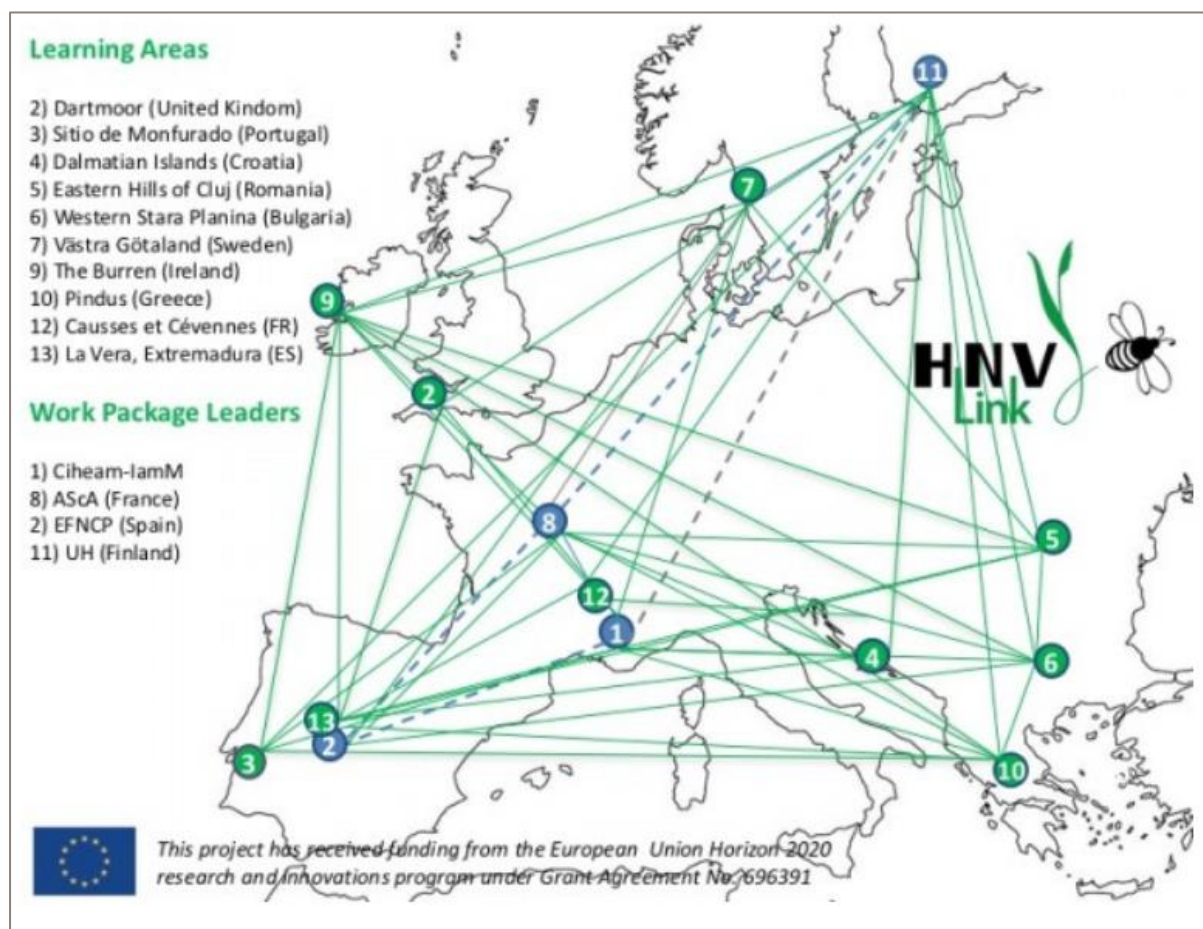 Learning Areas
2) Dartmoor (United Kindom)
3) Sitio de Monfurado (Portugal)
4) Dalmatian Islands (Croatia)
5) Eastern Hills of Cluj (Romania)
6) Western Stara Planina (Bulgaria)
7) Västra Götaland (Sweden)
9) The Burren (Ireland)
10) Pindus (Greece)
12) Causses et Cévennes (FR)
13) La Vera, Extremadura (ES)
Work Package Leaders
1) Ciheam-IamM
8) AScA (France)
2) EFNCP (Spain)
11) UH (Finland)
11
7
9
2
HNV
Link
8
5
12
1
4
6
13
2
3
10
This project has received funding from the European Union Horizon 2020
research and innovations program under Grant Agreement No. 696391